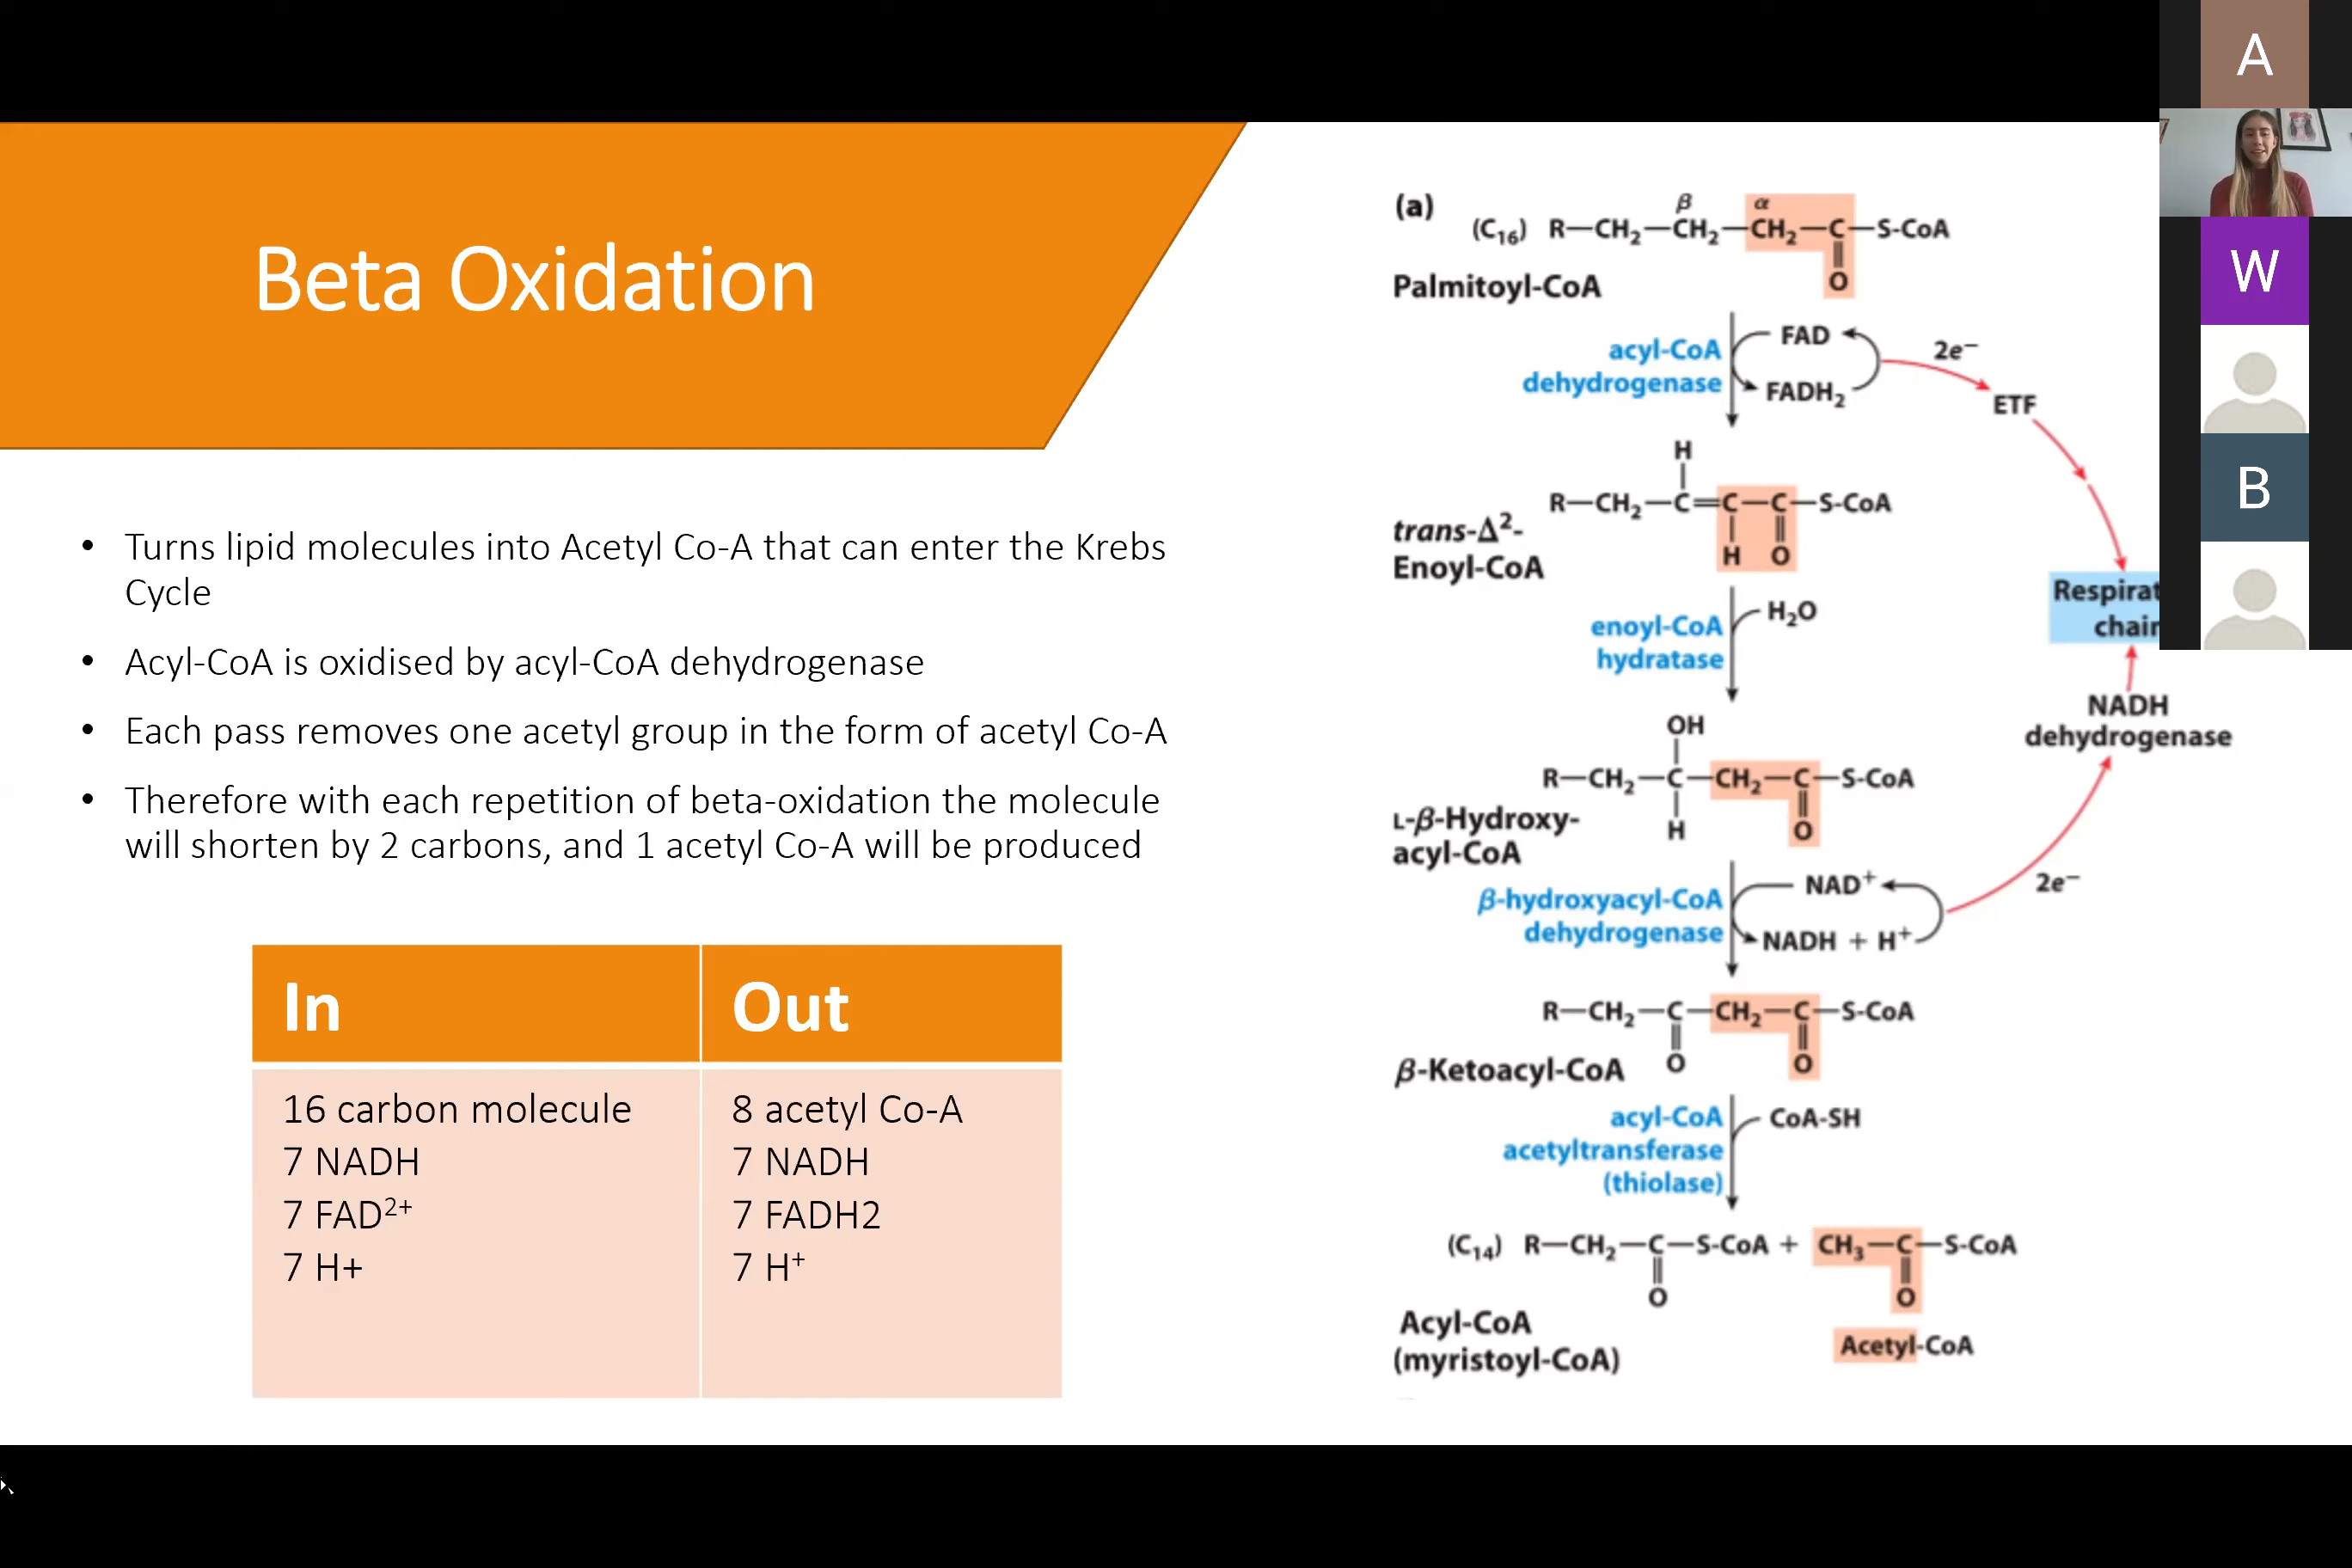 Beta Oxidation
• Turns lipid molecules into Acetyl Co-A that can enter the Krebs
Cycle
• Acyl-CoA is oxidised by acyl-CoA dehydrogenase
• Each pass removes one acetyl group in the form of acetyl Co-A
• Therefore with each repetition of beta-oxidation the molecule
will shorten by 2 carbons, and 1 acetyl Co-A will be produced
In Out
16 carbon molecule 8 acetyl Co-A
7 NADH 7 NADH
7 FAD²⁺ 7 FADH2
7 H+ 7 H⁺
(a)
β α
(C₁₆) R—CH₂—CH₂—CH₂—C—S-CoA
O
Palmitoyl-CoA
acyl-CoA
dehydrogenase
FAD
FADH₂
2e⁻
ETF
H
R—CH₂—C=C—C—S-CoA
H O
trans-Δ²-
Enoyl-CoA
enoyl-CoA
hydratase
H₂O
Respirat
chain
NADH
dehydrogenase
OH
R—CH₂—C—CH₂—C—S-CoA
H O
L-β-Hydroxy-
acyl-CoA
β-hydroxyacyl-CoA
dehydrogenase
NAD⁺
NADH + H⁺
2e⁻
R—CH₂—C—CH₂—C—S-CoA
O O
β-Ketoacyl-CoA
acyl-CoA
acetyltransferase
(thiolase)
CoA-SH
(C₁₄) R—CH₂—C—S-CoA + CH₃—C—S-CoA
O O
Acyl-CoA
(myristoyl-CoA)
Acetyl-CoA
A
W
B